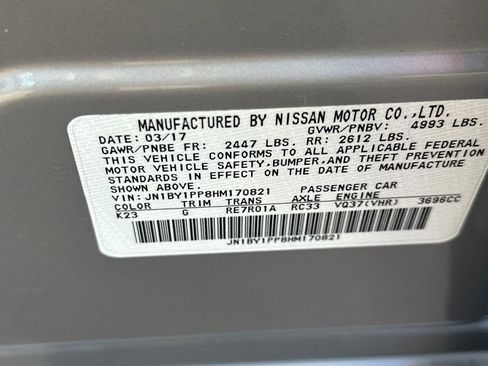 MANUFACTURED BY NISSAN MOTOR CO.,LTD.
DATE: 03/17 GVWR/PNBV: 4993 LBS.
GAWR/PNBE FR: 2447 LBS. RR: 2612 LBS.
THIS VEHICLE CONFORMS TO ALL APPLICABLE FEDERAL
MOTOR VEHICLE SAFETY,BUMPER,AND THEFT PREVENTION
STANDARDS IN EFFECT ON THE DATE OF MANUFACTURE
SHOWN ABOVE.
VIN: JN1BY1PP8HM170821 PASSENGER CAR
COLOR TRIM TRANS AXLE ENGINE
K23 G RE7R01A RC33 VQ37(VHR) 3696CC
JN1BY1PP8HM170821